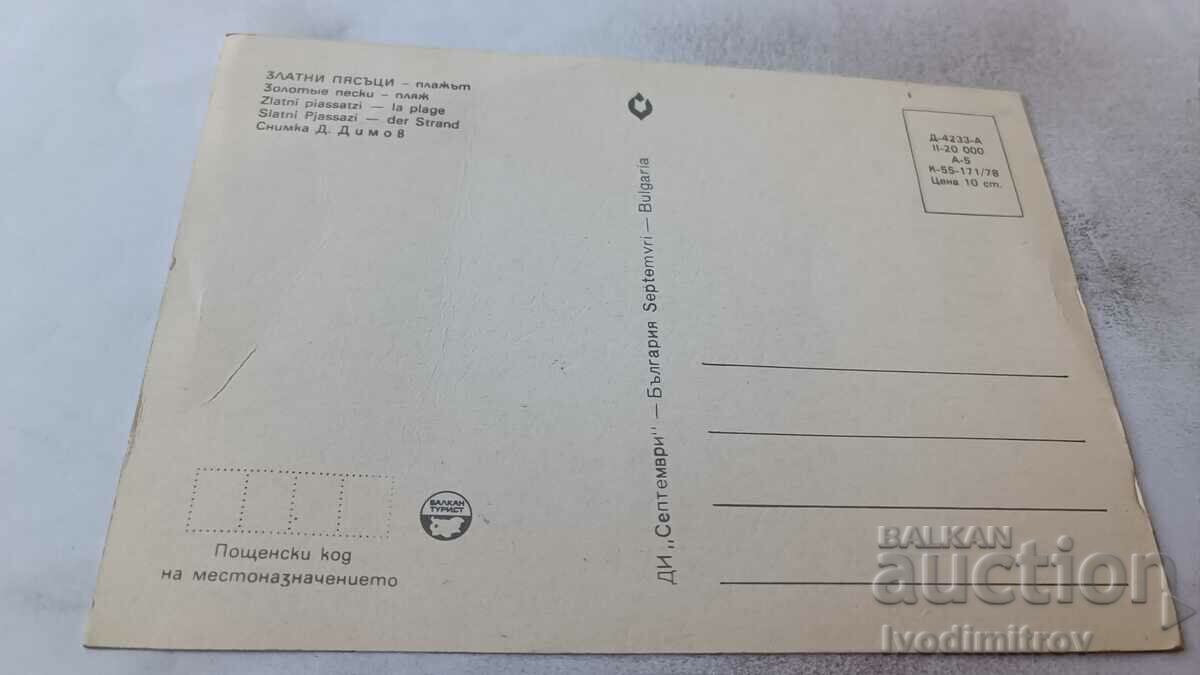 ЗЛАТНИ ПЯСЪЦИ – плажът
Золотые пески – пляж
Zlatni piassatzi — la plage
Slatni Pjassazi — der Strand
Снимка Д. Димов
Д-4233-А
II-20 000
А-5
К-55-171/78
Цена 10 ст.
ДИ „Септември" — България Septemvri — Bulgaria
БАЛКАН
ТУРИСТ
Пощенски код
на местоназначението
BALKAN
auction
Ivodimitrov